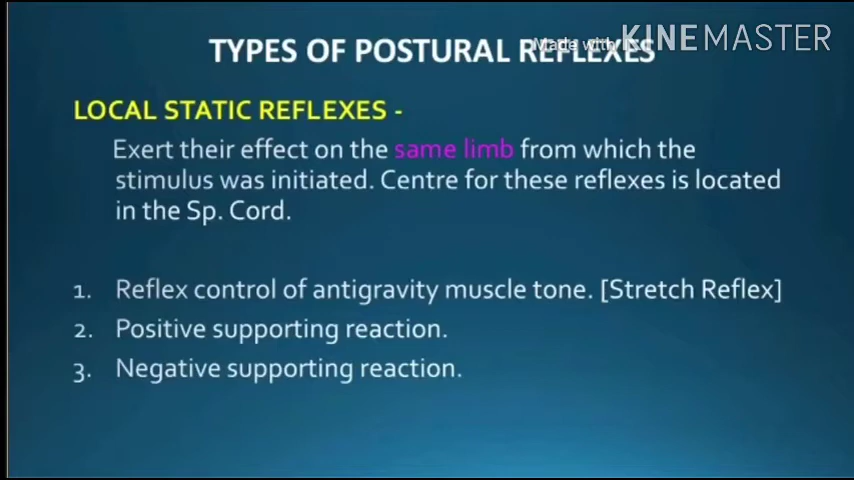 Made with KINEMASTER
TYPES OF POSTURAL REFLEXES
LOCAL STATIC REFLEXES -
Exert their effect on the same limb from which the
stimulus was initiated. Centre for these reflexes is located
in the Sp. Cord.
1. Reflex control of antigravity muscle tone. [Stretch Reflex]
2. Positive supporting reaction.
3. Negative supporting reaction.